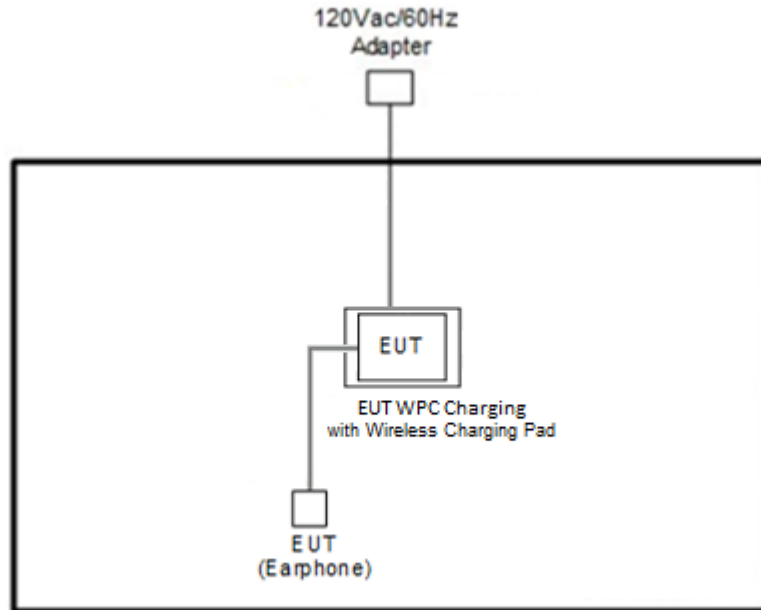 120Vac/60Hz
Adapter
EUT
EUT WPC Charging
with Wireless Charging Pad
EUT
(Earphone)